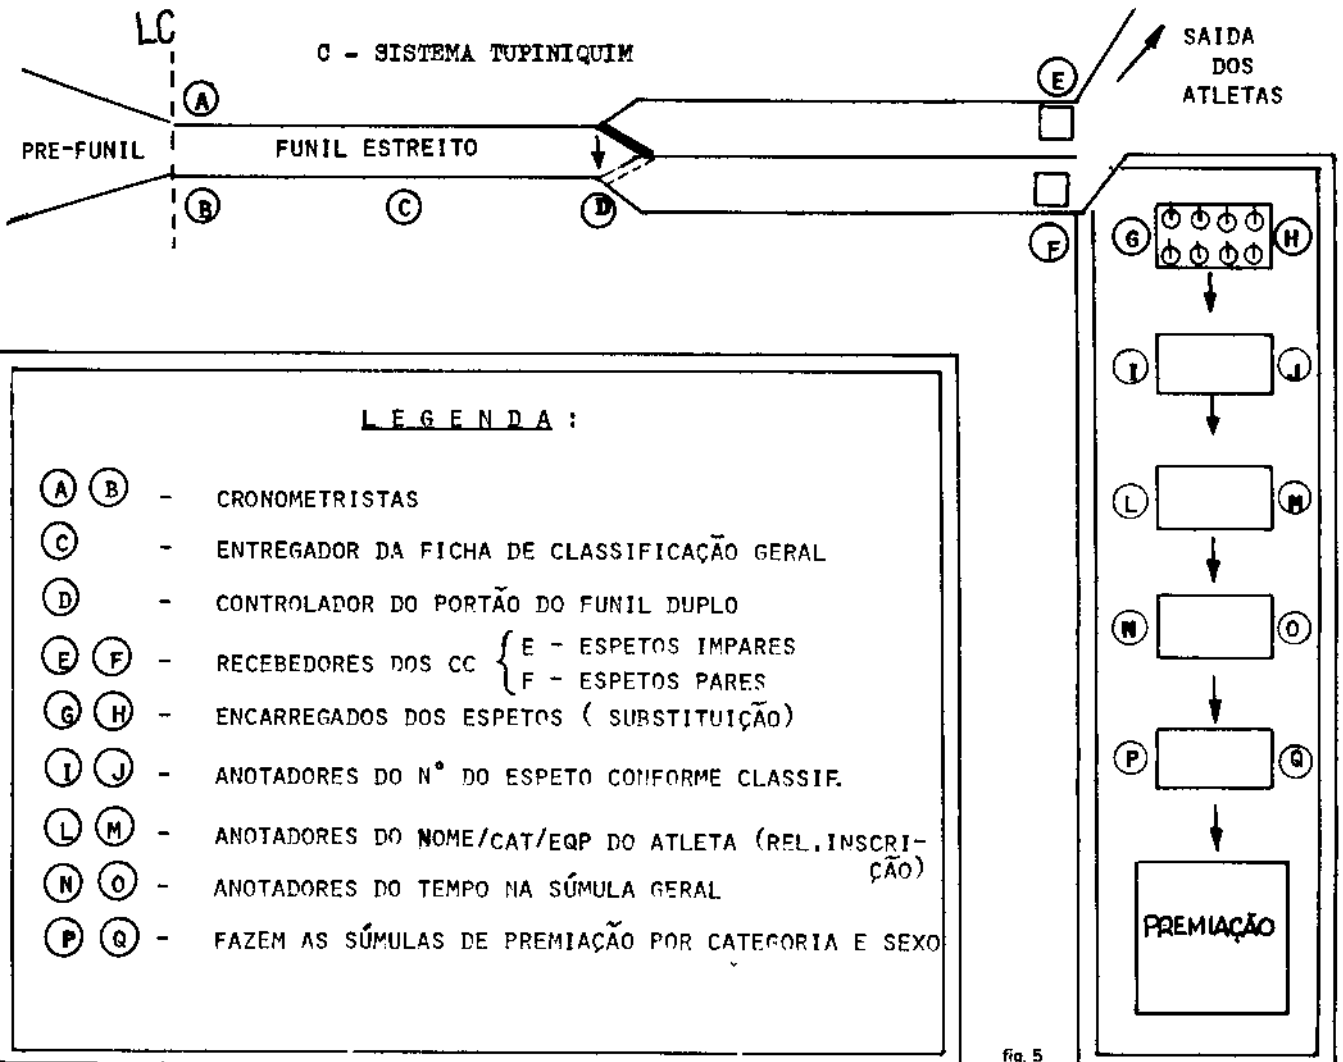 LC
C - SISTEMA TUPINIQUIM
SAIDA
DOS
ATLETAS
A
E
PRE-FUNIL
FUNIL ESTREITO
B
C
D
F
G
H
I
J
L
M
N
O
P
Q
PREMIAÇÃO
LEGENDA:
A B - CRONOMETRISTAS
C - ENTREGADOR DA FICHA DE CLASSIFICAÇÃO GERAL
D - CONTROLADOR DO PORTÃO DO FUNIL DUPLO
E F - RECEBEDORES DOS CC { E - ESPETOS IMPARES
F - ESPETOS PARES
G H - ENCARREGADOS DOS ESPETOS ( SUBSTITUIÇÃO)
I J - ANOTADORES DO N° DO ESPETO CONFORME CLASSIF.
L M - ANOTADORES DO NOME/CAT/EQP DO ATLETA (REL.INSCRI-
ÇÃO)
N O - ANOTADORES DO TEMPO NA SÚMULA GERAL
P Q - FAZEM AS SÚMULAS DE PREMIAÇÃO POR CATEGORIA E SEXO
fig. 5